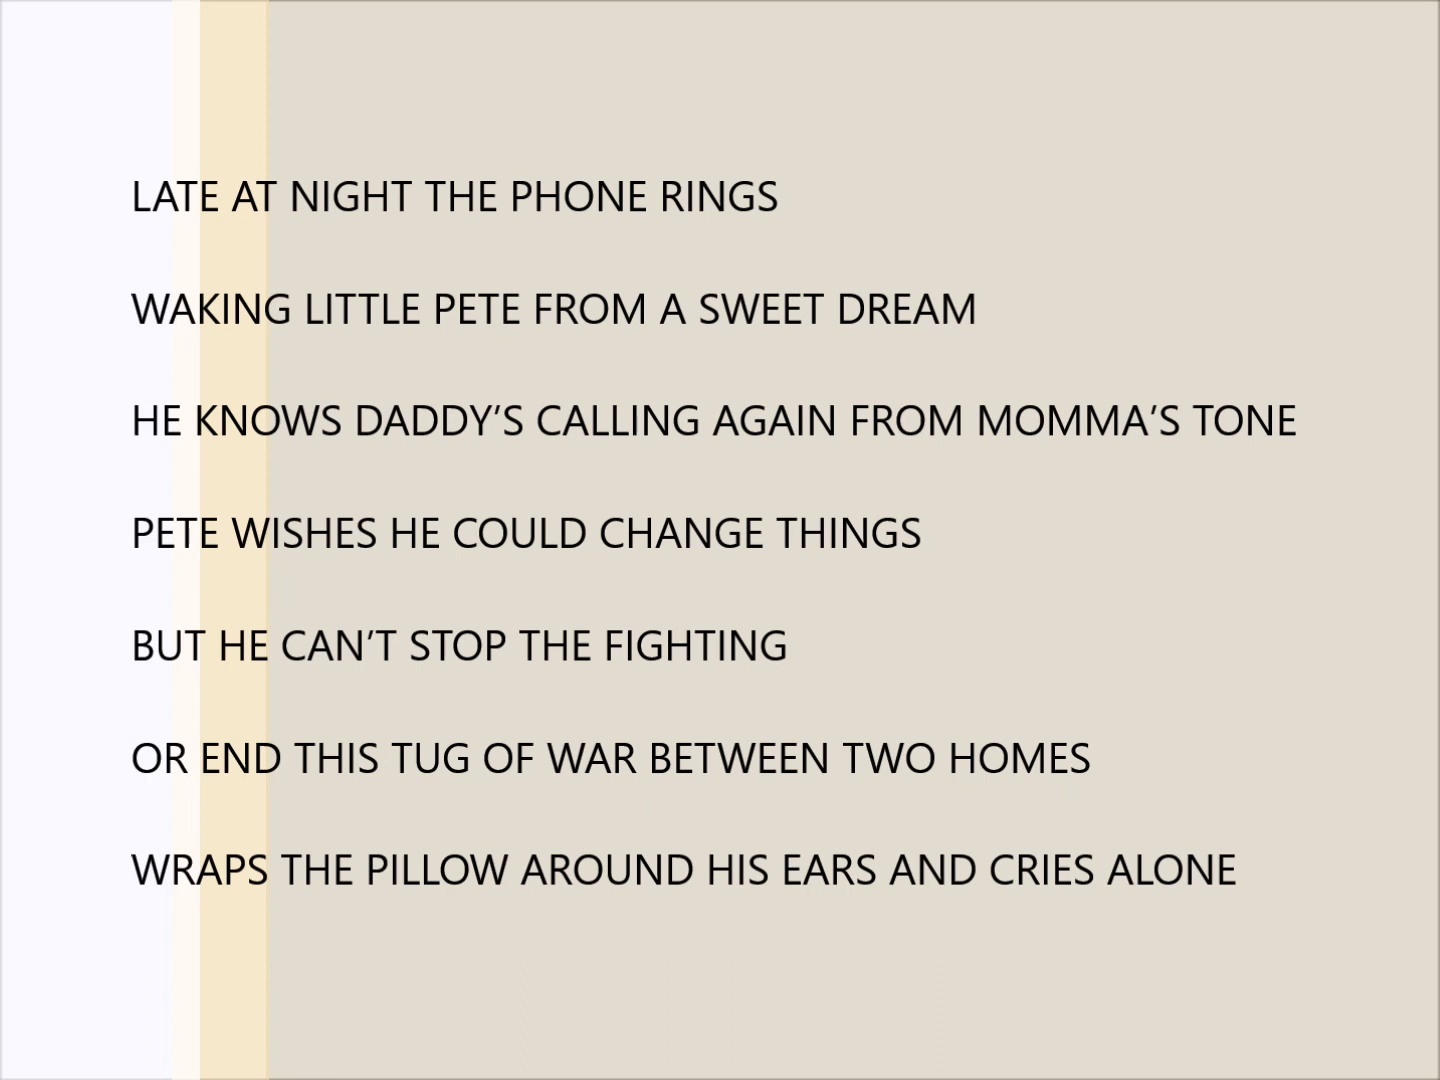 LATE AT NIGHT THE PHONE RINGS
WAKING LITTLE PETE FROM A SWEET DREAM
HE KNOWS DADDY’S CALLING AGAIN FROM MOMMA’S TONE
PETE WISHES HE COULD CHANGE THINGS
BUT HE CAN’T STOP THE FIGHTING
OR END THIS TUG OF WAR BETWEEN TWO HOMES
WRAPS THE PILLOW AROUND HIS EARS AND CRIES ALONE